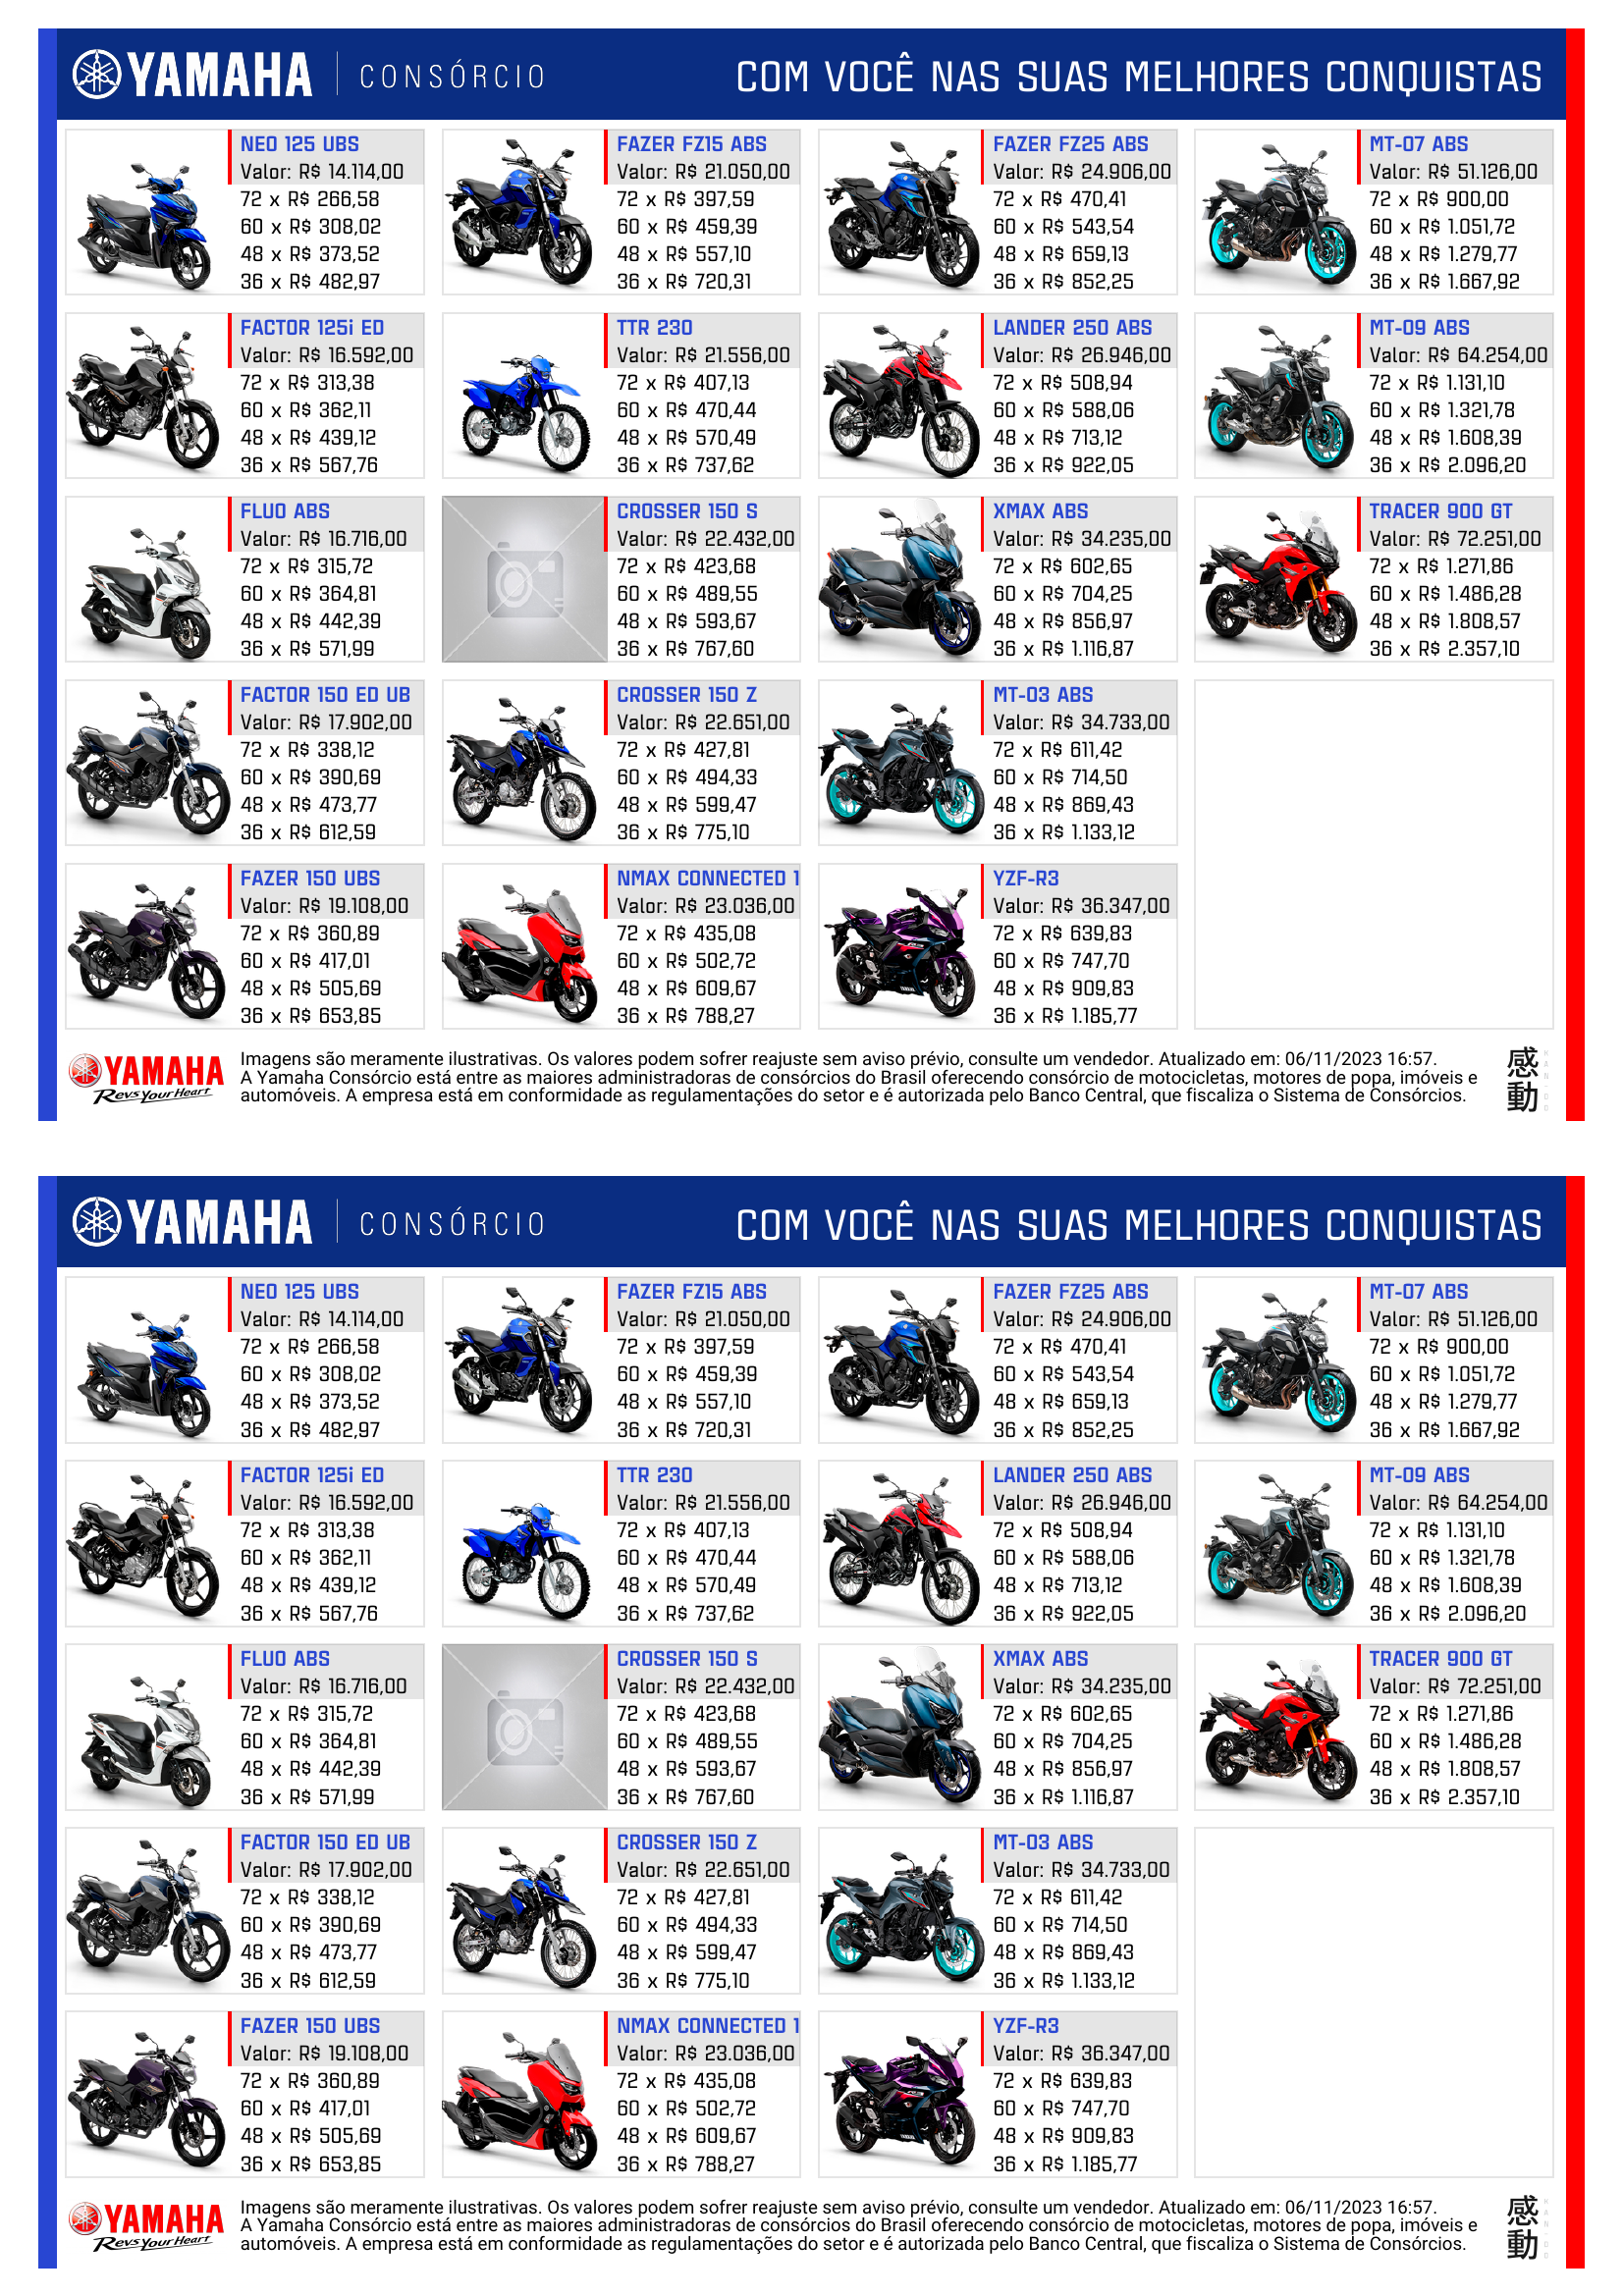 YAMAHA CONSÓRCIO COM VOCÊ NAS SUAS MELHORES CONQUISTAS
NEO 125 UBS
Valor: R$ 14.114,00
72 x R$ 266,58
60 x R$ 308,02
48 x R$ 373,52
36 x R$ 482,97
FACTOR 125i ED
Valor: R$ 16.592,00
72 x R$ 313,38
60 x R$ 362,11
48 x R$ 439,12
36 x R$ 567,76
FLUO ABS
Valor: R$ 16.716,00
72 x R$ 315,72
60 x R$ 364,81
48 x R$ 442,39
36 x R$ 571,99
FACTOR 150 ED UB
Valor: R$ 17.902,00
72 x R$ 338,12
60 x R$ 390,69
48 x R$ 473,77
36 x R$ 612,59
FAZER 150 UBS
Valor: R$ 19.108,00
72 x R$ 360,89
60 x R$ 417,01
48 x R$ 505,69
36 x R$ 653,85
FAZER FZ15 ABS
Valor: R$ 21.050,00
72 x R$ 397,59
60 x R$ 459,39
48 x R$ 557,10
36 x R$ 720,31
TTR 230
Valor: R$ 21.556,00
72 x R$ 407,13
60 x R$ 470,44
48 x R$ 570,49
36 x R$ 737,62
CROSSER 150 S
Valor: R$ 22.432,00
72 x R$ 423,68
60 x R$ 489,55
48 x R$ 593,67
36 x R$ 767,60
CROSSER 150 Z
Valor: R$ 22.651,00
72 x R$ 427,81
60 x R$ 494,33
48 x R$ 599,47
36 x R$ 775,10
NMAX CONNECTED 1
Valor: R$ 23.036,00
72 x R$ 435,08
60 x R$ 502,72
48 x R$ 609,67
36 x R$ 788,27
FAZER FZ25 ABS
Valor: R$ 24.906,00
72 x R$ 470,41
60 x R$ 543,54
48 x R$ 659,13
36 x R$ 852,25
LANDER 250 ABS
Valor: R$ 26.946,00
72 x R$ 508,94
60 x R$ 588,06
48 x R$ 713,12
36 x R$ 922,05
XMAX ABS
Valor: R$ 34.235,00
72 x R$ 602,65
60 x R$ 704,25
48 x R$ 856,97
36 x R$ 1.116,87
MT-03 ABS
Valor: R$ 34.733,00
72 x R$ 611,42
60 x R$ 714,50
48 x R$ 869,43
36 x R$ 1.133,12
YZF-R3
Valor: R$ 36.347,00
72 x R$ 639,83
60 x R$ 747,70
48 x R$ 909,83
36 x R$ 1.185,77
MT-07 ABS
Valor: R$ 51.126,00
72 x R$ 900,00
60 x R$ 1.051,72
48 x R$ 1.279,77
36 x R$ 1.667,92
MT-09 ABS
Valor: R$ 64.254,00
72 x R$ 1.131,10
60 x R$ 1.321,78
48 x R$ 1.608,39
36 x R$ 2.096,20
TRACER 900 GT
Valor: R$ 72.251,00
72 x R$ 1.271,86
60 x R$ 1.486,28
48 x R$ 1.808,57
36 x R$ 2.357,10
YAMAHA
Revs Your Heart
Imagens são meramente ilustrativas. Os valores podem sofrer reajuste sem aviso prévio, consulte um vendedor. Atualizado em: 06/11/2023 16:57.
A Yamaha Consórcio está entre as maiores administradoras de consórcios do Brasil oferecendo consórcio de motocicletas, motores de popa, imóveis e
automóveis. A empresa está em conformidade as regulamentações do setor e é autorizada pelo Banco Central, que fiscaliza o Sistema de Consórcios.
感動
YAMAHA CONSÓRCIO COM VOCÊ NAS SUAS MELHORES CONQUISTAS
NEO 125 UBS
Valor: R$ 14.114,00
72 x R$ 266,58
60 x R$ 308,02
48 x R$ 373,52
36 x R$ 482,97
FACTOR 125i ED
Valor: R$ 16.592,00
72 x R$ 313,38
60 x R$ 362,11
48 x R$ 439,12
36 x R$ 567,76
FLUO ABS
Valor: R$ 16.716,00
72 x R$ 315,72
60 x R$ 364,81
48 x R$ 442,39
36 x R$ 571,99
FACTOR 150 ED UB
Valor: R$ 17.902,00
72 x R$ 338,12
60 x R$ 390,69
48 x R$ 473,77
36 x R$ 612,59
FAZER 150 UBS
Valor: R$ 19.108,00
72 x R$ 360,89
60 x R$ 417,01
48 x R$ 505,69
36 x R$ 653,85
FAZER FZ15 ABS
Valor: R$ 21.050,00
72 x R$ 397,59
60 x R$ 459,39
48 x R$ 557,10
36 x R$ 720,31
TTR 230
Valor: R$ 21.556,00
72 x R$ 407,13
60 x R$ 470,44
48 x R$ 570,49
36 x R$ 737,62
CROSSER 150 S
Valor: R$ 22.432,00
72 x R$ 423,68
60 x R$ 489,55
48 x R$ 593,67
36 x R$ 767,60
CROSSER 150 Z
Valor: R$ 22.651,00
72 x R$ 427,81
60 x R$ 494,33
48 x R$ 599,47
36 x R$ 775,10
NMAX CONNECTED 1
Valor: R$ 23.036,00
72 x R$ 435,08
60 x R$ 502,72
48 x R$ 609,67
36 x R$ 788,27
FAZER FZ25 ABS
Valor: R$ 24.906,00
72 x R$ 470,41
60 x R$ 543,54
48 x R$ 659,13
36 x R$ 852,25
LANDER 250 ABS
Valor: R$ 26.946,00
72 x R$ 508,94
60 x R$ 588,06
48 x R$ 713,12
36 x R$ 922,05
XMAX ABS
Valor: R$ 34.235,00
72 x R$ 602,65
60 x R$ 704,25
48 x R$ 856,97
36 x R$ 1.116,87
MT-03 ABS
Valor: R$ 34.733,00
72 x R$ 611,42
60 x R$ 714,50
48 x R$ 869,43
36 x R$ 1.133,12
YZF-R3
Valor: R$ 36.347,00
72 x R$ 639,83
60 x R$ 747,70
48 x R$ 909,83
36 x R$ 1.185,77
MT-07 ABS
Valor: R$ 51.126,00
72 x R$ 900,00
60 x R$ 1.051,72
48 x R$ 1.279,77
36 x R$ 1.667,92
MT-09 ABS
Valor: R$ 64.254,00
72 x R$ 1.131,10
60 x R$ 1.321,78
48 x R$ 1.608,39
36 x R$ 2.096,20
TRACER 900 GT
Valor: R$ 72.251,00
72 x R$ 1.271,86
60 x R$ 1.486,28
48 x R$ 1.808,57
36 x R$ 2.357,10
YAMAHA
Revs Your Heart
Imagens são meramente ilustrativas. Os valores podem sofrer reajuste sem aviso prévio, consulte um vendedor. Atualizado em: 06/11/2023 16:57.
A Yamaha Consórcio está entre as maiores administradoras de consórcios do Brasil oferecendo consórcio de motocicletas, motores de popa, imóveis e
automóveis. A empresa está em conformidade as regulamentações do setor e é autorizada pelo Banco Central, que fiscaliza o Sistema de Consórcios.
感動